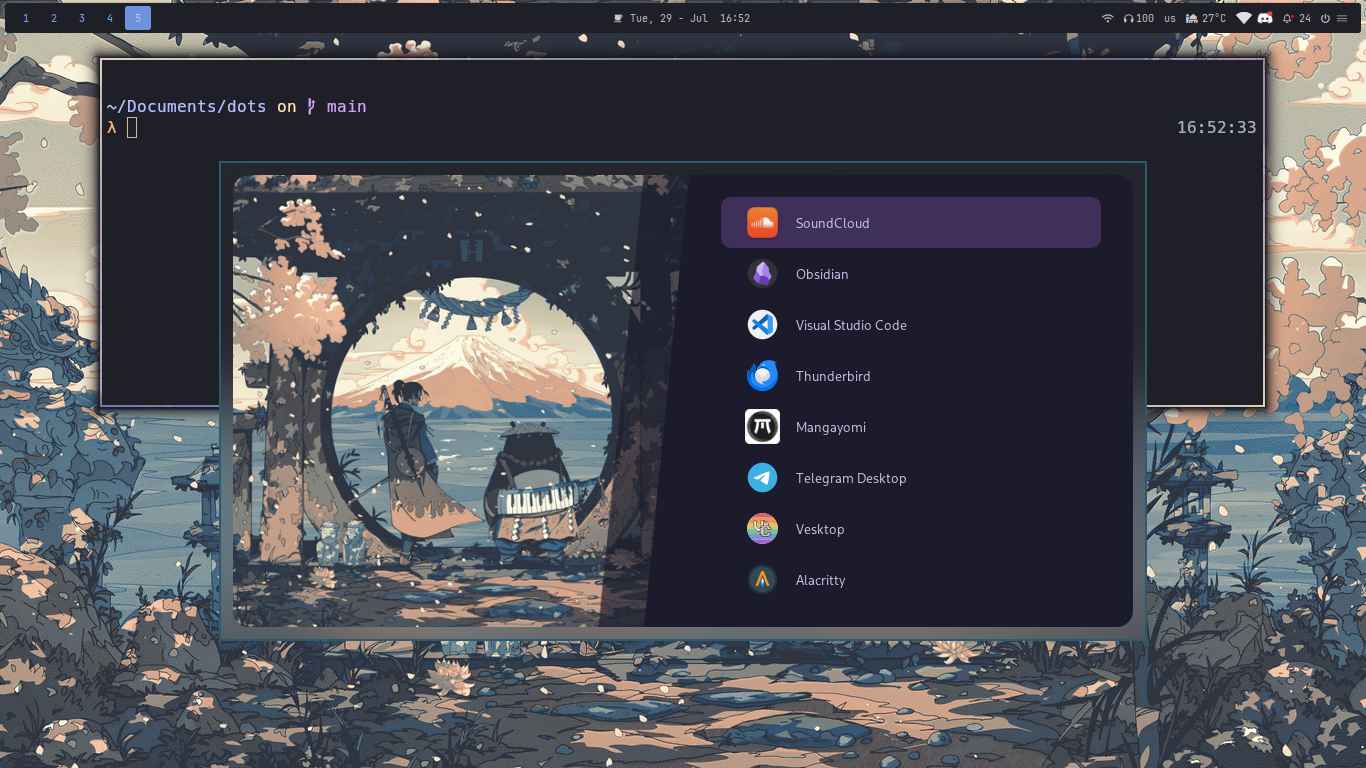 1 2 3 4 5 Tue, 29 - Jul 16:52 100 us 27°C 24
~/Documents/dots on main
λ 16:52:33
SoundCloud
Obsidian
Visual Studio Code
Thunderbird
Mangayomi
Telegram Desktop
Vesktop
Alacritty